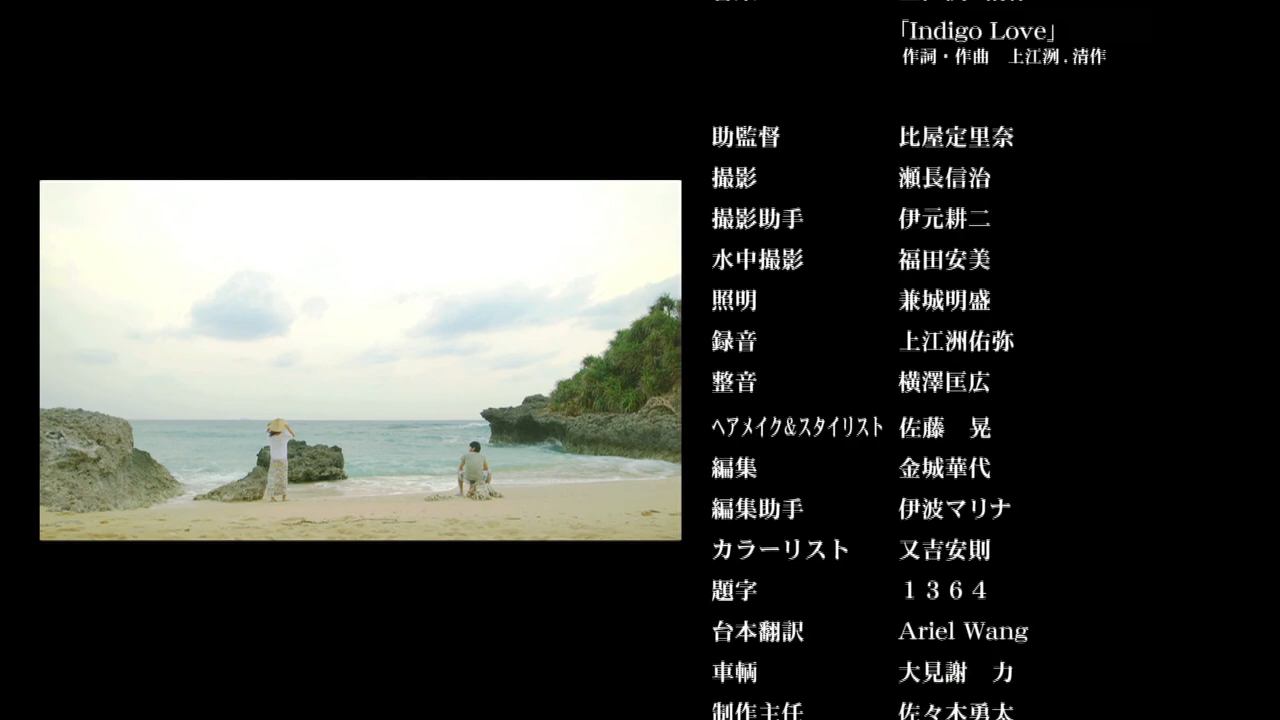 「Indigo Love」
作詞・作曲　上江洌.清作
助監督　比屋定里奈
撮影　瀬長信治
撮影助手　伊元耕二
水中撮影　福田安美
照明　兼城明盛
録音　上江洲佑弥
整音　横澤匡広
ヘアメイク&スタイリスト　佐藤　晃
編集　金城華代
編集助手　伊波マリナ
カラーリスト　又吉安則
題字　１３６４
台本翻訳　Ariel Wang
車輌　大見謝　力
制作主任　佐々木勇太